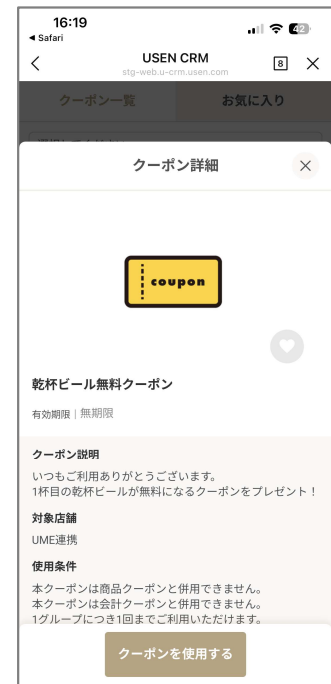 16:19
42
◀ Safari
USEN CRM
8
stg-web.u-crm.usen.com
クーポン一覧
お気に入り
クーポン詳細
coupon
乾杯ビール無料クーポン
有効期限 | 無期限
クーポン説明
いつもご利用ありがとうございます。
1杯目の乾杯ビールが無料になるクーポンをプレゼント！
対象店舗
UME連携
使用条件
本クーポンは商品クーポンと併用できません。
本クーポンは会計クーポンと併用できません。
1グループにつき1回までご利用いただけます。
クーポンを使用する